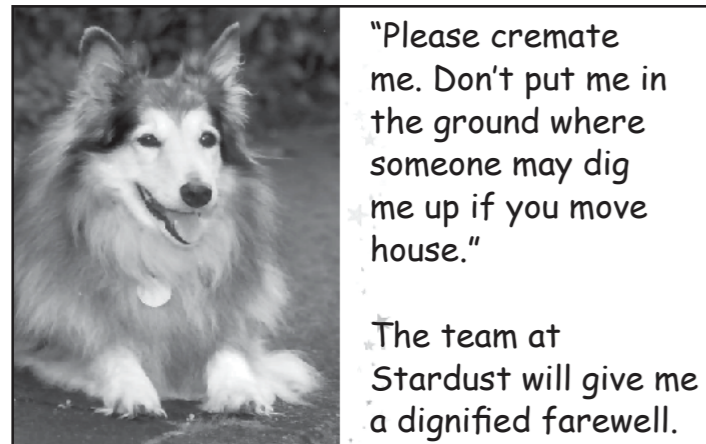 “Please cremate
me. Don’t put me in
the ground where
someone may dig
me up if you move
house.”
The team at
Stardust will give me
a dignified farewell.